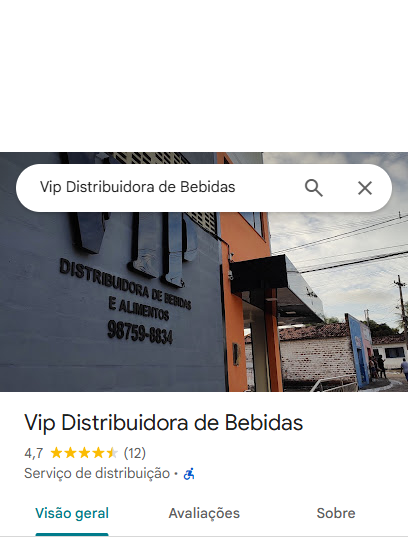 Vip Distribuidora de Bebidas
VIP
DISTRIBUIDORA DE BEBIDAS
E ALIMENTOS
98759-8834
Vip Distribuidora de Bebidas
4,7 (12)
Serviço de distribuição ·
Visão geral
Avaliações
Sobre